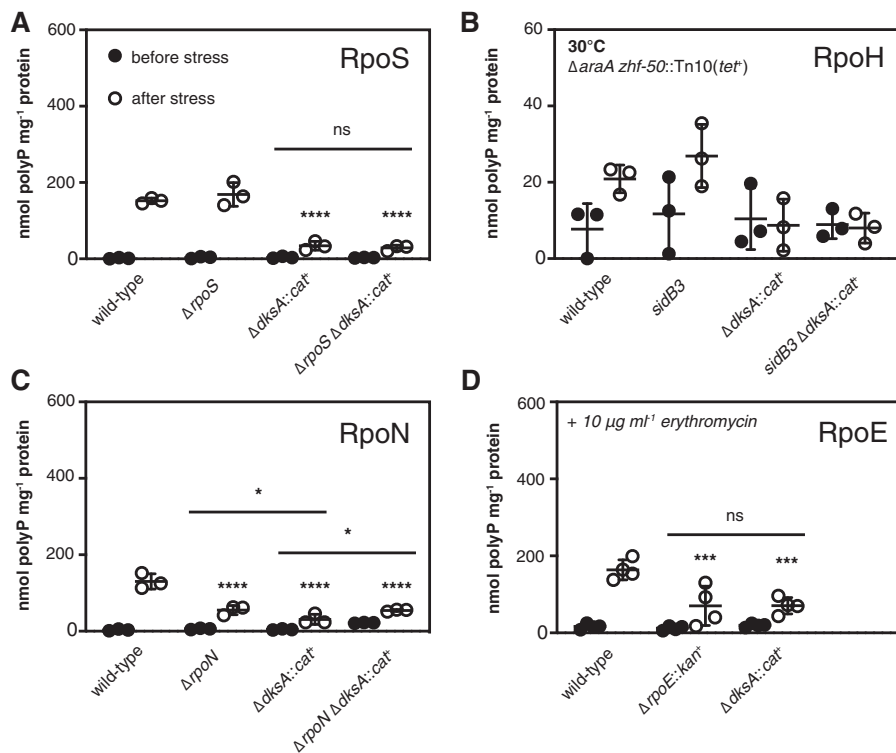 A
RpoS
nmol polyP mg⁻¹ protein
600
400
200
0
before stress
after stress
ns
****
****
wild-type
ΔrpoS
ΔdksA::cat⁺
ΔrpoS ΔdksA::cat⁺
B
RpoH
nmol polyP mg⁻¹ protein
60
40
20
0
30°C
ΔaraA zhf-50::Tn10(tet⁺)
wild-type
sidB3
ΔdksA::cat⁺
sidB3 ΔdksA::cat⁺
C
RpoN
nmol polyP mg⁻¹ protein
600
400
200
0
*
*
****
****
****
wild-type
ΔrpoN
ΔdksA::cat⁺
ΔrpoN ΔdksA::cat⁺
D
RpoE
nmol polyP mg⁻¹ protein
600
400
200
0
+ 10 µg ml⁻¹ erythromycin
ns
***
***
wild-type
ΔrpoE::kan⁺
ΔdksA::cat⁺